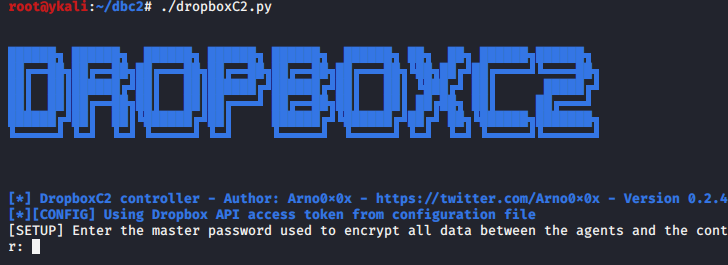 root@ykali:~/dbc2# ./dropboxC2.py
DROPBOXC2
[*] DropboxC2 controller - Author: Arno0x0x - https://twitter.com/Arno0x0x - Version 0.2.4
[*][CONFIG] Using Dropbox API access token from configuration file
[SETUP] Enter the master password used to encrypt all data between the agents and the cont
r: